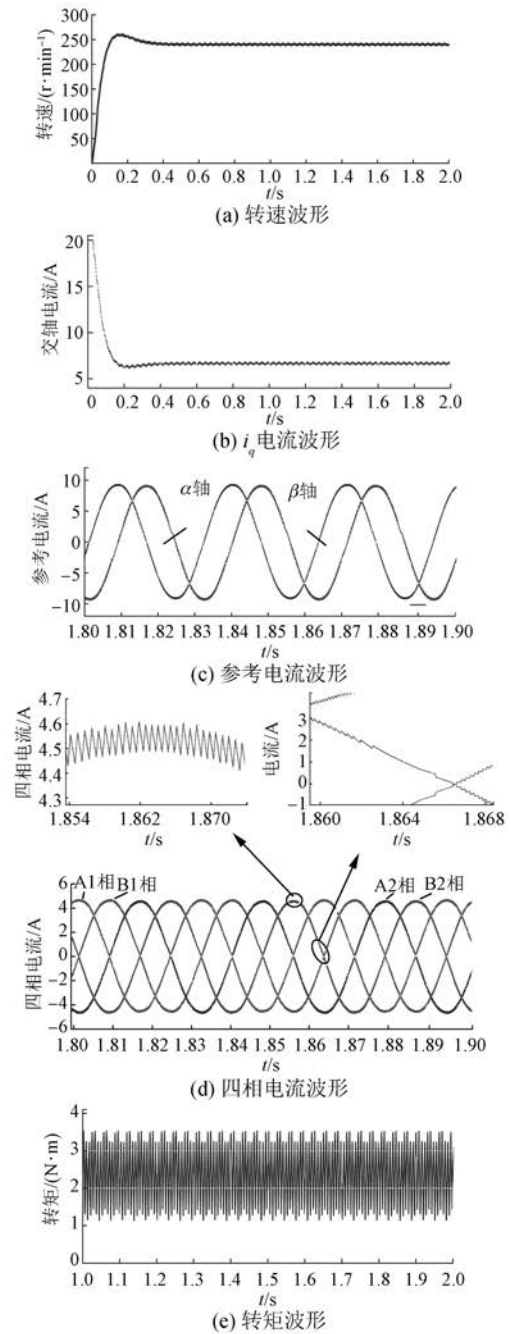 300
250
200
150
100
50
转速/(r·min⁻¹)
0 0.2 0.4 0.6 0.8 1.0 1.2 1.4 1.6 1.8 2.0
t/s
(a) 转速波形
20
15
10
5
交轴电流/A
0 0.2 0.4 0.6 0.8 1.0 1.2 1.4 1.6 1.8 2.0
t/s
(b) i_q电流波形
10
5
0
−5
−10
参考电流/A
α轴
β轴
1.80 1.81 1.82 1.83 1.84 1.85 1.86 1.87 1.88 1.89 1.90
t/s
(c) 参考电流波形
4.7
4.6
4.5
4.4
4.3
四相电流/A
1.854 1.862 1.870
t/s
3
2
1
0
−1
电流/A
1.860 1.864 1.868
t/s
6
4
2
0
−2
−4
−6
四相电流/A
A1相
B1相
A2相
B2相
1.80 1.81 1.82 1.83 1.84 1.85 1.86 1.87 1.88 1.89 1.90
t/s
(d) 四相电流波形
4
3
2
1
0
转矩/(N·m)
1.0 1.1 1.2 1.3 1.4 1.5 1.6 1.7 1.8 1.9 2.0
t/s
(e) 转矩波形